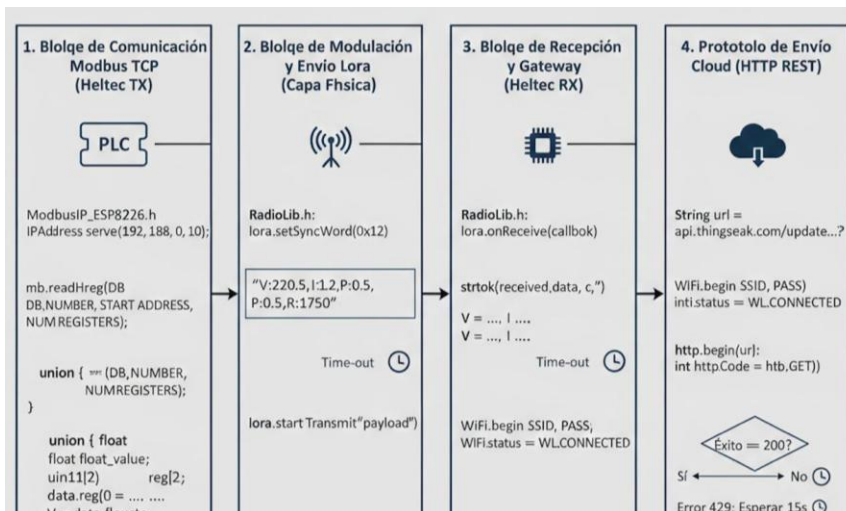 1. Blolqe de Comunicación
Modbus TCP
(Heltec TX)
PLC
ModbusIP_ESP8226.h
IPAddress serve(192, 188, 0, 10);
mb.readHreg(DB
DB,NUMBER, START ADDRESS,
NUM REGISTERS);
union { (DB,NUMBER,
NUMREGISTERS);
}
union { float
float float_value;
uin11|2) reg[2;
data.reg(0 = .... ....
2. Blolqe de Modulación
y Envio Lora
(Capa Fhsica)
RadioLib.h:
lora.setSyncWord(0x12)
"V:220.5,I:1.2,P:0.5,
P:0.5,R:1750"
Time-out
lora.start Transmit"payload")
3. Blolqe de Recepción
y Gateway
(Heltec RX)
RadioLib.h:
lora.onReceive(callbok)
strtok(received,data, c,")
V = ..., I ....
V = ..., I ....
Time-out
WiFi.begin SSID, PASS;
WIFi.status = WL.CONNECTED
4. Prototolo de Envío
Cloud (HTTP REST)
String url =
api.thingseak.com/update...?
WIFi.begin SSID, PASS)
inti.status = WL.CONNECTED
http.begin(url:
int http.Code = htb.GET))
Éxito = 200?
Sí No
Error 429: Esperar 15s